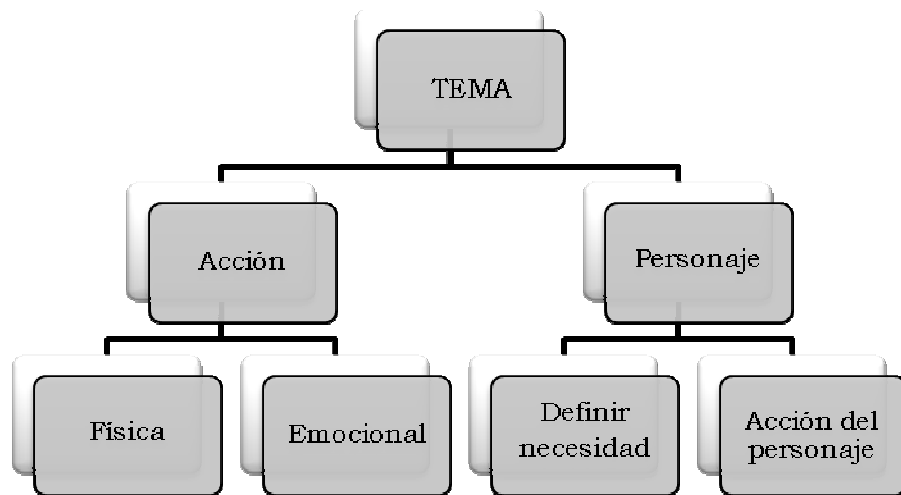 TEMA
Acción
Personaje
Física
Emocional
Definir
necesidad
Acción del
personaje